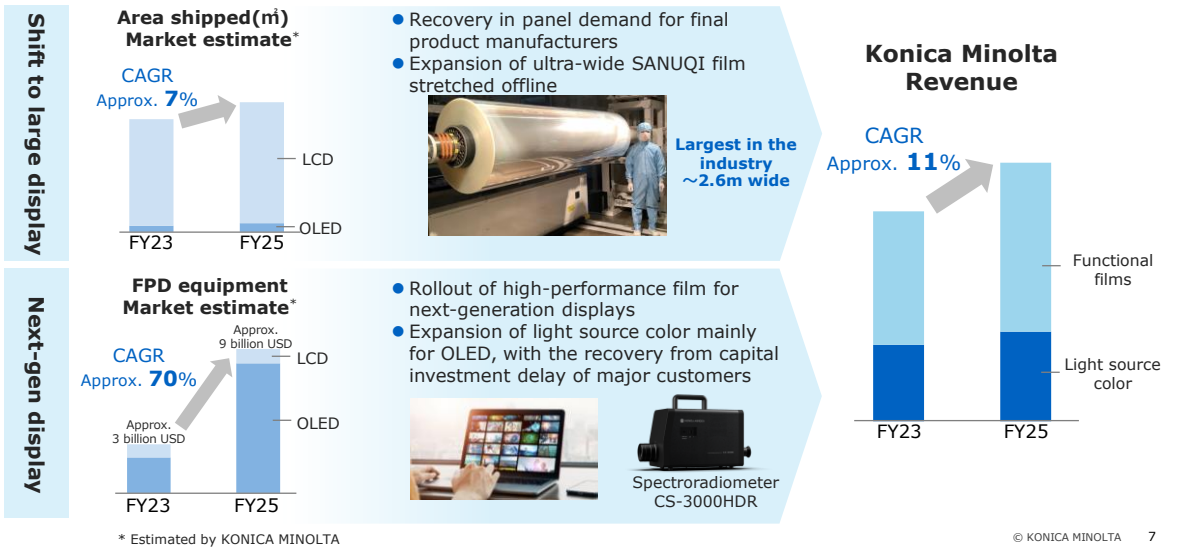 Shift to large display
Area shipped(㎡)
Market estimate*
CAGR
Approx. 7%
LCD
OLED
FY23
FY25
● Recovery in panel demand for final
product manufacturers
● Expansion of ultra-wide SANUQI film
stretched offline
Largest in the
industry
～2.6m wide
Next-gen display
FPD equipment
Market estimate*
CAGR
Approx. 70%
Approx.
3 billion USD
Approx.
9 billion USD
LCD
OLED
FY23
FY25
● Rollout of high-performance film for
next-generation displays
● Expansion of light source color mainly
for OLED, with the recovery from capital
investment delay of major customers
Spectroradiometer
CS-3000HDR
Konica Minolta
Revenue
CAGR
Approx. 11%
Functional
films
Light source
color
FY23
FY25
* Estimated by KONICA MINOLTA
© KONICA MINOLTA
7